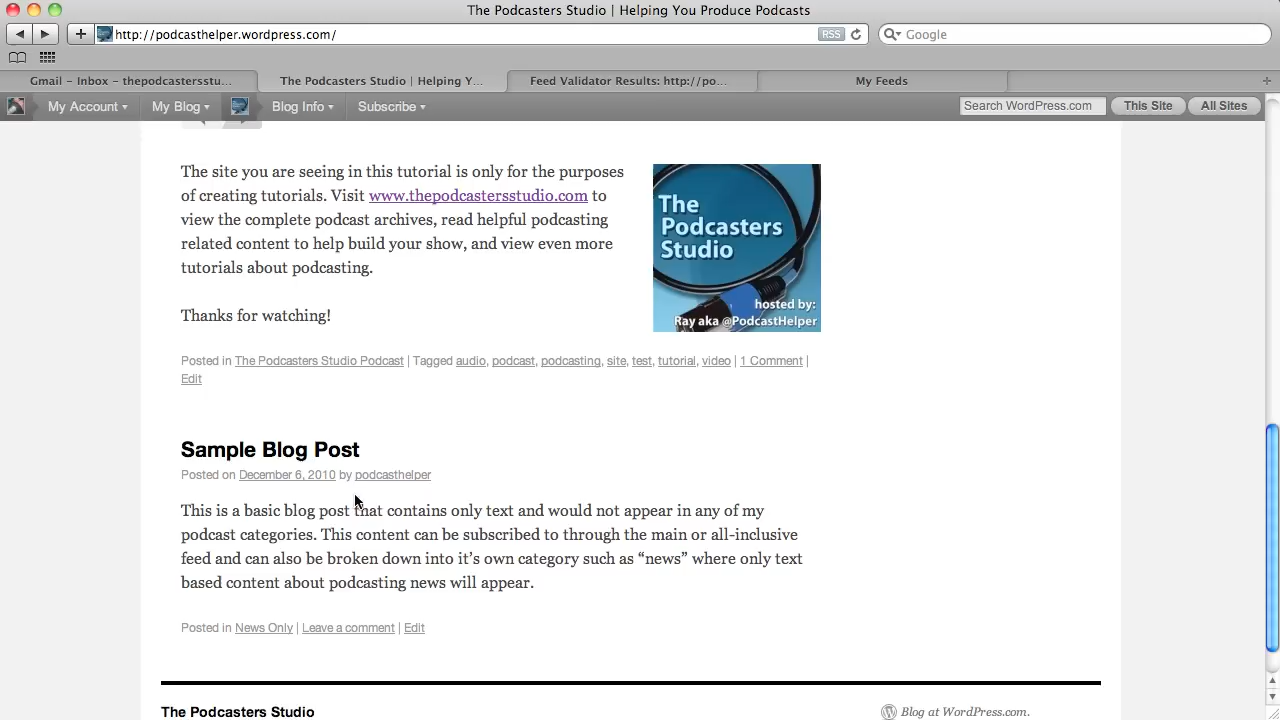 The Podcasters Studio | Helping You Produce Podcasts
http://podcasthelper.wordpress.com/
RSS
Google
Gmail – Inbox – thepodcastersstu...
The Podcasters Studio | Helping Y...
Feed Validator Results: http://po...
My Feeds
My Account
My Blog
Blog Info
Subscribe
Search WordPress.com
This Site
All Sites
The site you are seeing in this tutorial is only for the purposes
of creating tutorials. Visit www.thepodcastersstudio.com to
view the complete podcast archives, read helpful podcasting
related content to help build your show, and view even more
tutorials about podcasting.
Thanks for watching!
The
Podcasters
Studio
hosted by:
Ray aka @PodcastHelper
Posted in The Podcasters Studio Podcast | Tagged audio, podcast, podcasting, site, test, tutorial, video | 1 Comment |
Edit
Sample Blog Post
Posted on December 6, 2010 by podcasthelper
This is a basic blog post that contains only text and would not appear in any of my
podcast categories. This content can be subscribed to through the main or all-inclusive
feed and can also be broken down into it's own category such as “news” where only text
based content about podcasting news will appear.
Posted in News Only | Leave a comment | Edit
The Podcasters Studio
Blog at WordPress.com.